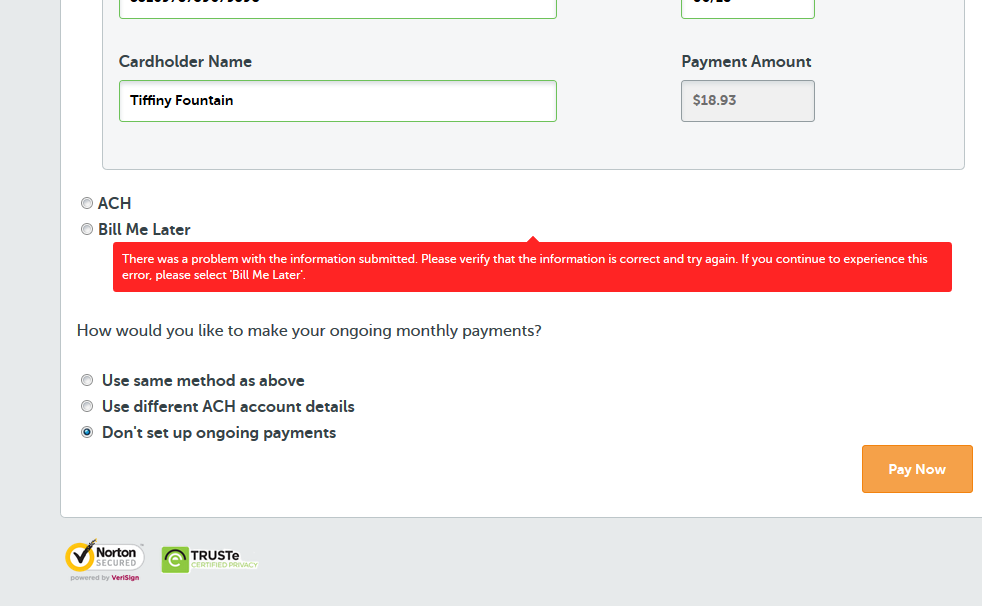 Cardholder Name
Payment Amount
Tiffiny Fountain
$18.93
ACH
Bill Me Later
There was a problem with the information submitted. Please verify that the information is correct and try again. If you continue to experience this
error, please select 'Bill Me Later'.
How would you like to make your ongoing monthly payments?
Use same method as above
Use different ACH account details
Don't set up ongoing payments
Pay Now
Norton
SECURED
powered by VeriSign
TRUSTe
CERTIFIED PRIVACY